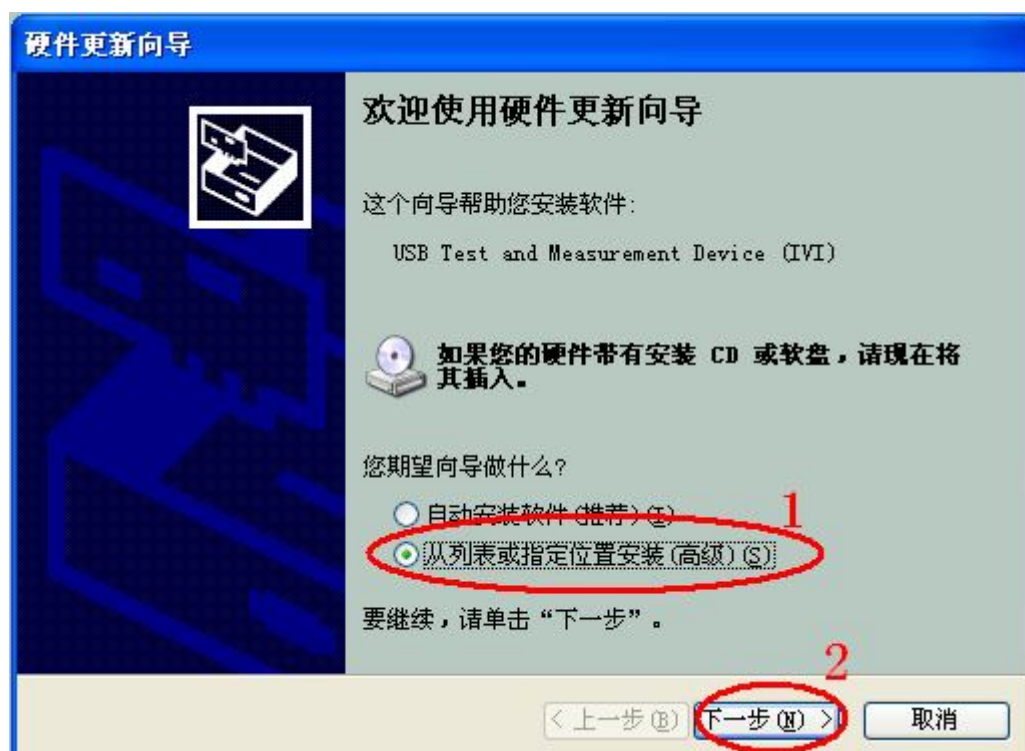 硬件更新向导
欢迎使用硬件更新向导
这个向导帮助您安装软件:
USB Test and Measurement Device (IVI)
如果您的硬件带有安装 CD 或软盘，请现在将
其插入。
您期望向导做什么?
自动安装软件(推荐)(I)
1
从列表或指定位置安装(高级)(S)
要继续，请单击“下一步”。
2
< 上一步(B) 下一步(N) > 取消